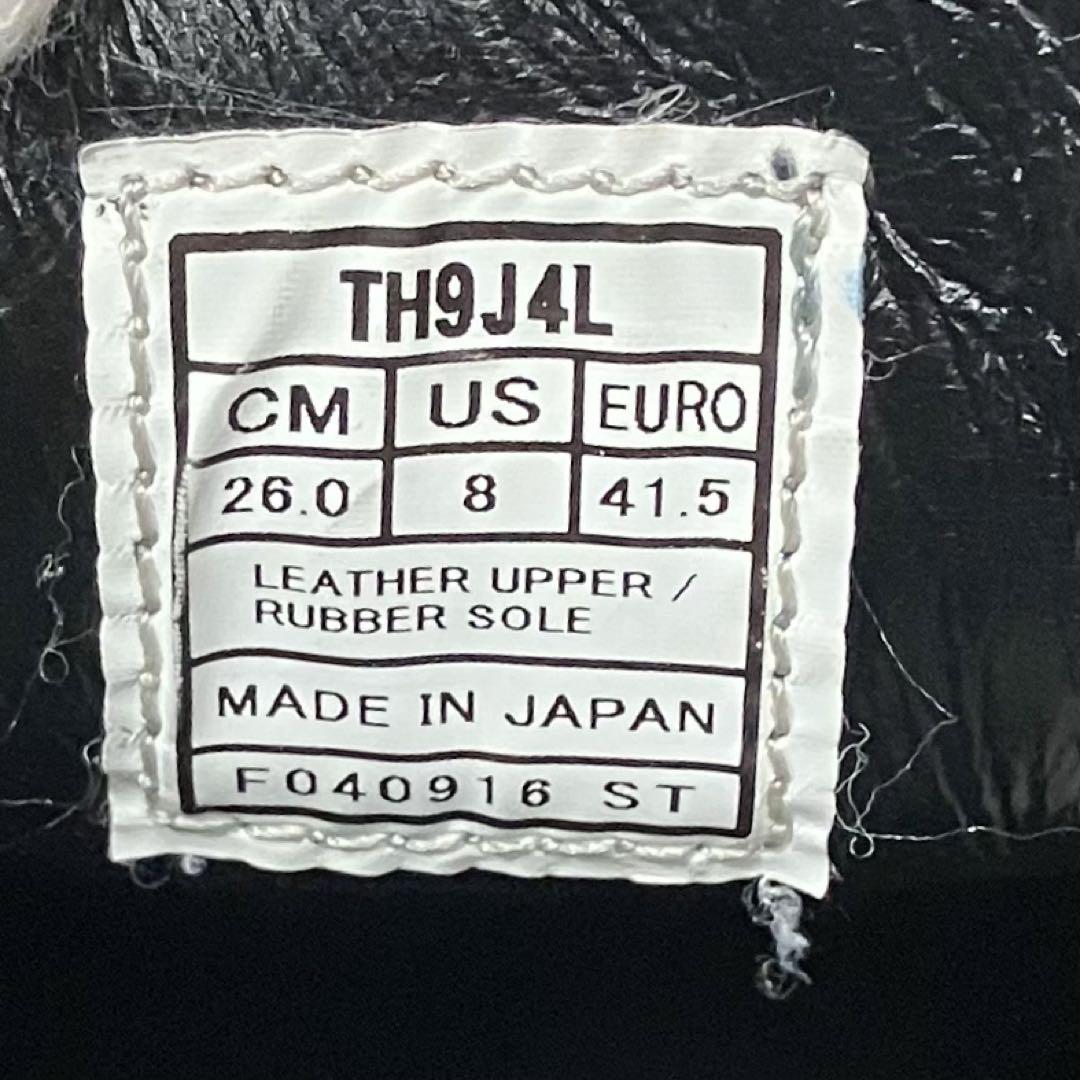 TH9J4L
CM US EURO
26.0 8 41.5
LEATHER UPPER /
RUBBER SOLE
MADE IN JAPAN
F040916 ST